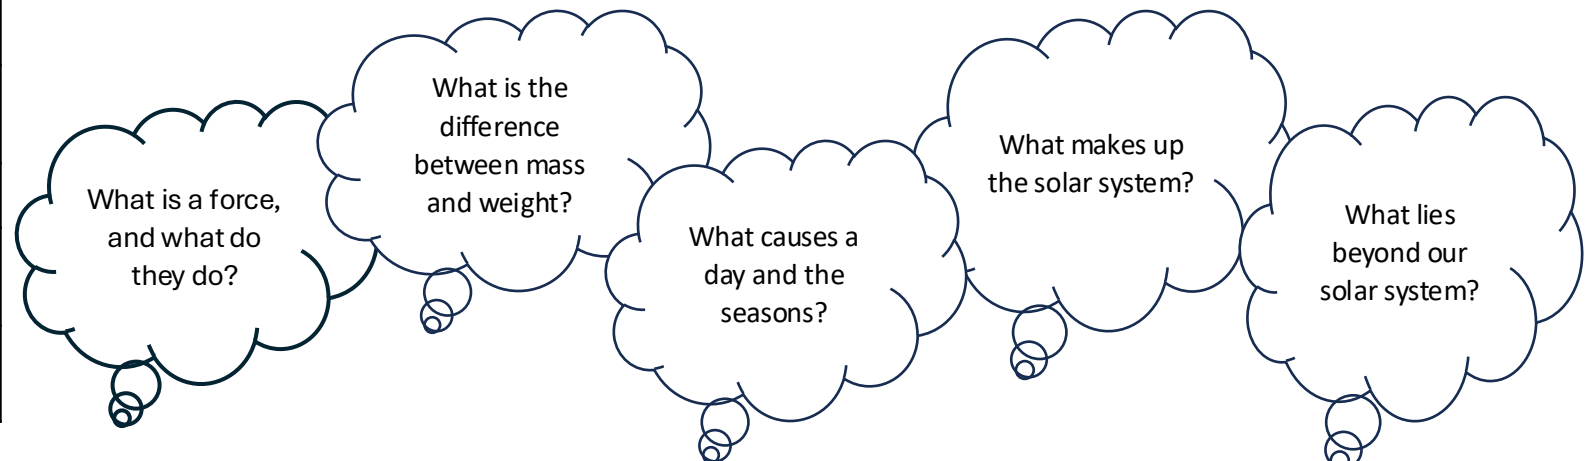 What is a force,
and what do
they do?
What is the
difference
between mass
and weight?
What causes a
day and the
seasons?
What makes up
the solar system?
What lies
beyond our
solar system?